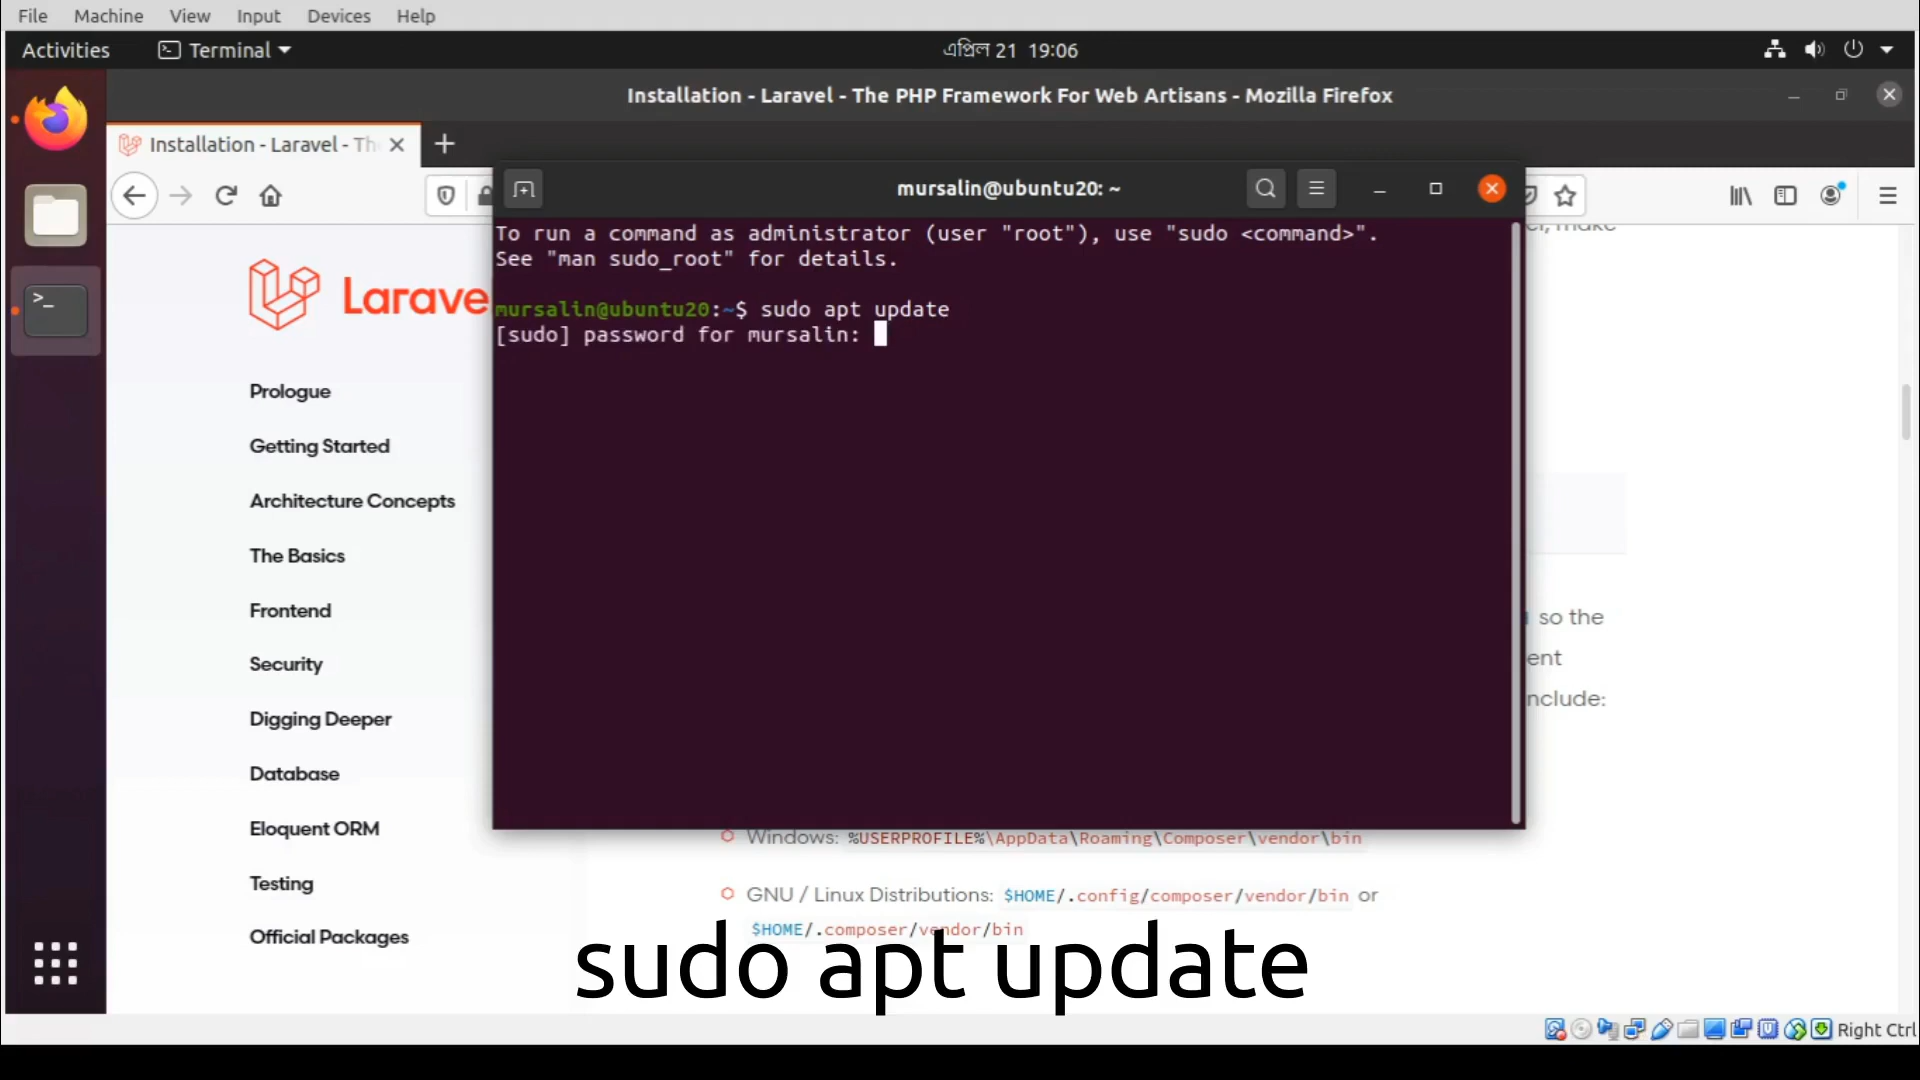 File Machine View Input Devices Help
Activities Terminal এপ্রিল 21 19:06
Installation - Laravel - The PHP Framework For Web Artisans - Mozilla Firefox
Installation - Laravel - Th
mursalin@ubuntu20: ~
To run a command as administrator (user "root"), use "sudo <command>".
See "man sudo_root" for details.
mursalin@ubuntu20:~$ sudo apt update
[sudo] password for mursalin:
Larave
Prologue
Getting Started
Architecture Concepts
The Basics
Frontend
Security
Digging Deeper
Database
Eloquent ORM
Testing
Official Packages
make
so the
ent
nclude:
Windows: %USERPROFILE%\AppData\Roaming\Composer\vendor\bin
GNU / Linux Distributions: $HOME/.config/composer/vendor/bin or
$HOME/.composer/vendor/bin
sudo apt update
Right Ctrl